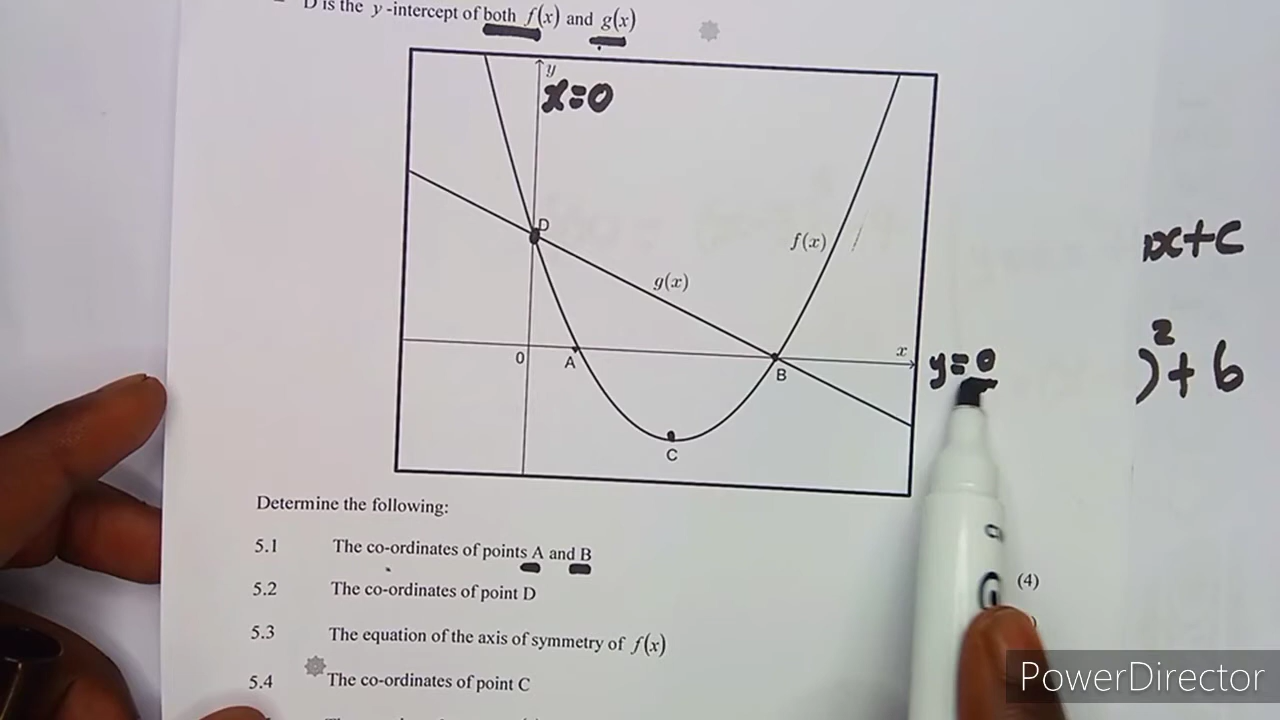 D is the y-intercept of both f(x) and g(x)
y
x=0
D
f(x)
x+c
g(x)
0
A
B
x
y=0
)²+b
C
Determine the following:
5.1 The co-ordinates of points A and B
(4)
5.2 The co-ordinates of point D
5.3 The equation of the axis of symmetry of f(x)
5.4 The co-ordinates of point C
PowerDirector